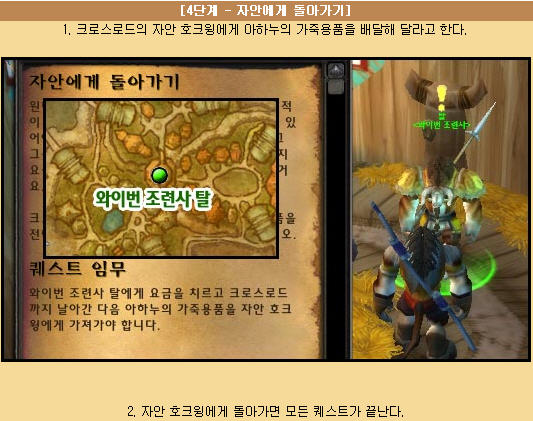 [4단계 - 자안에게 돌아가기]
1. 크로스로드의 자안 호크윙에게 아하누의 가죽용품을 배달해 달라고 한다.
자안에게 돌아가기
와이번 조련사 탈
퀘스트 임무
와이번 조련사 탈에게 요금을 치르고 크로스로드
까지 날아간 다음 아하누의 가죽용품을 자안 호크
윙에게 가져가야 합니다.
탈
<와이번 조련사>
2. 자안 호크윙에게 돌아가면 모든 퀘스트가 끝난다.